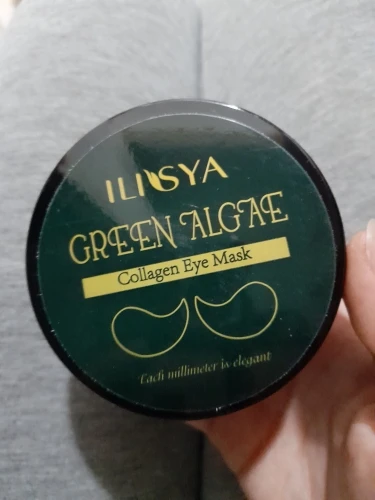 ILISYA
GREEN ALGAE
Collagen Eye Mask
Each millimeter is elegant